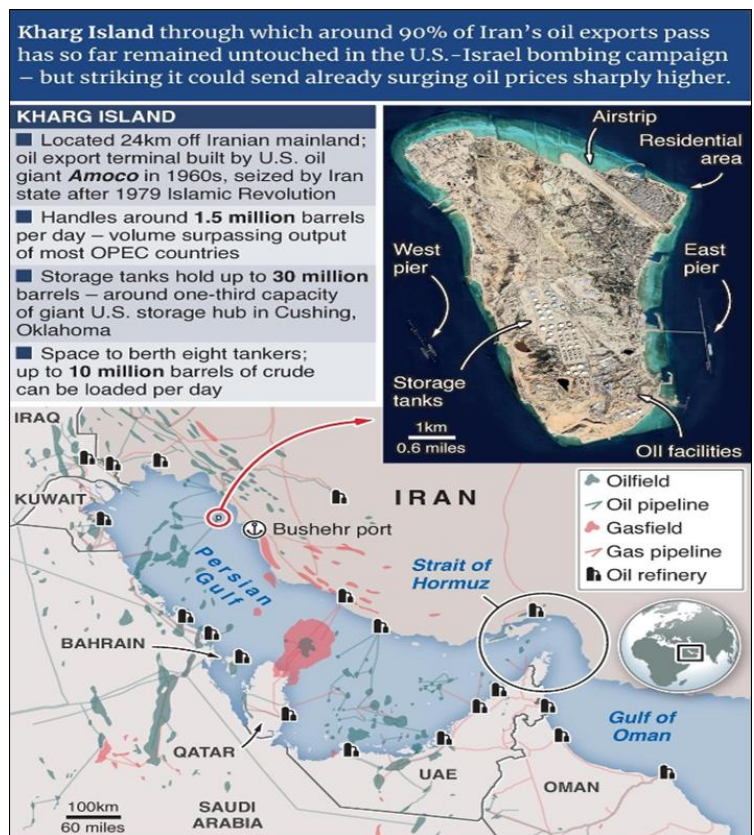 Kharg Island through which around 90% of Iran's oil exports pass
has so far remained untouched in the U.S.-Israel bombing campaign
– but striking it could send already surging oil prices sharply higher.
KHARG ISLAND
Located 24km off Iranian mainland;
oil export terminal built by U.S. oil
giant Amoco in 1960s, seized by Iran
state after 1979 Islamic Revolution
Handles around 1.5 million barrels
per day – volume surpassing output
of most OPEC countries
Storage tanks hold up to 30 million
barrels – around one-third capacity
of giant U.S. storage hub in Cushing,
Oklahoma
Space to berth eight tankers;
up to 10 million barrels of crude
can be loaded per day
Airstrip
Residential
area
West
pier
East
pier
Storage
tanks
1km
0.6 miles
OIl facilities
IRAQ
KUWAIT
IRAN
Bushehr port
Persian
Gulf
Strait of
Hormuz
Oilfield
Oil pipeline
Gasfield
Gas pipeline
Oil refinery
BAHRAIN
QATAR
UAE
Gulf of
Oman
OMAN
SAUDI
ARABIA
100km
60 miles